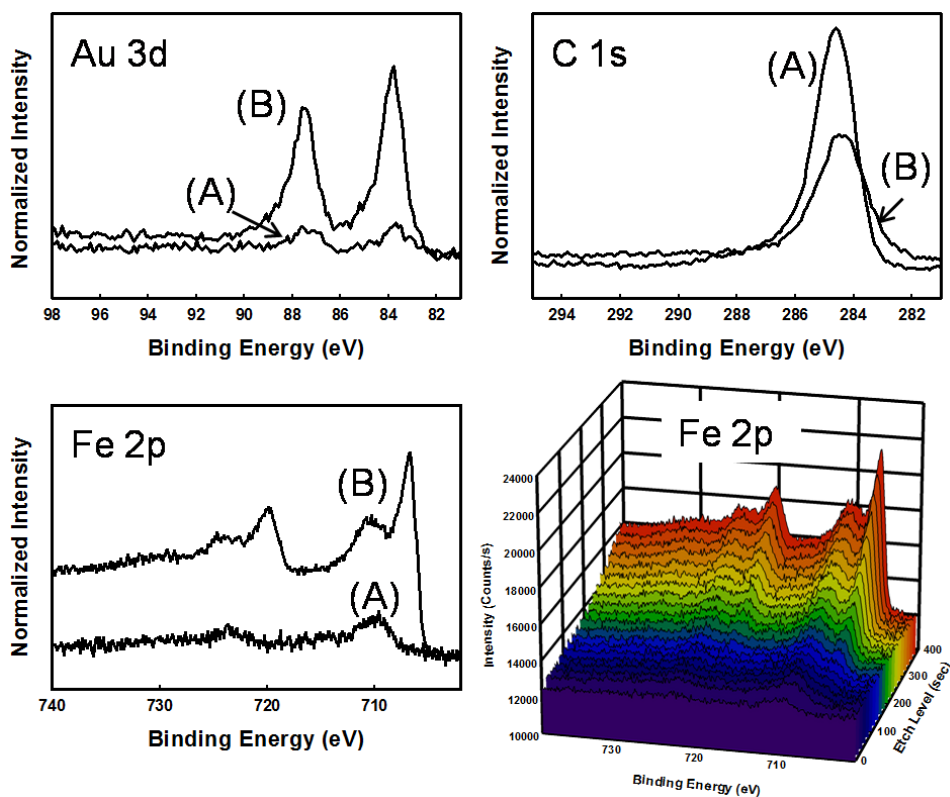 Au 3d
(B)
(A)
Normalized Intensity
98 96 94 92 90 88 86 84 82
Binding Energy (eV)
C 1s
(A)
(B)
Normalized Intensity
294 292 290 288 286 284 282
Binding Energy (eV)
Fe 2p
(B)
(A)
Normalized Intensity
740 730 720 710
Binding Energy (eV)
Fe 2p
24000
22000
20000
18000
16000
14000
12000
10000
Intensity (Counts/s)
730 720 710
Binding Energy (eV)
0 100 200 300 400
Etch Level (sec)